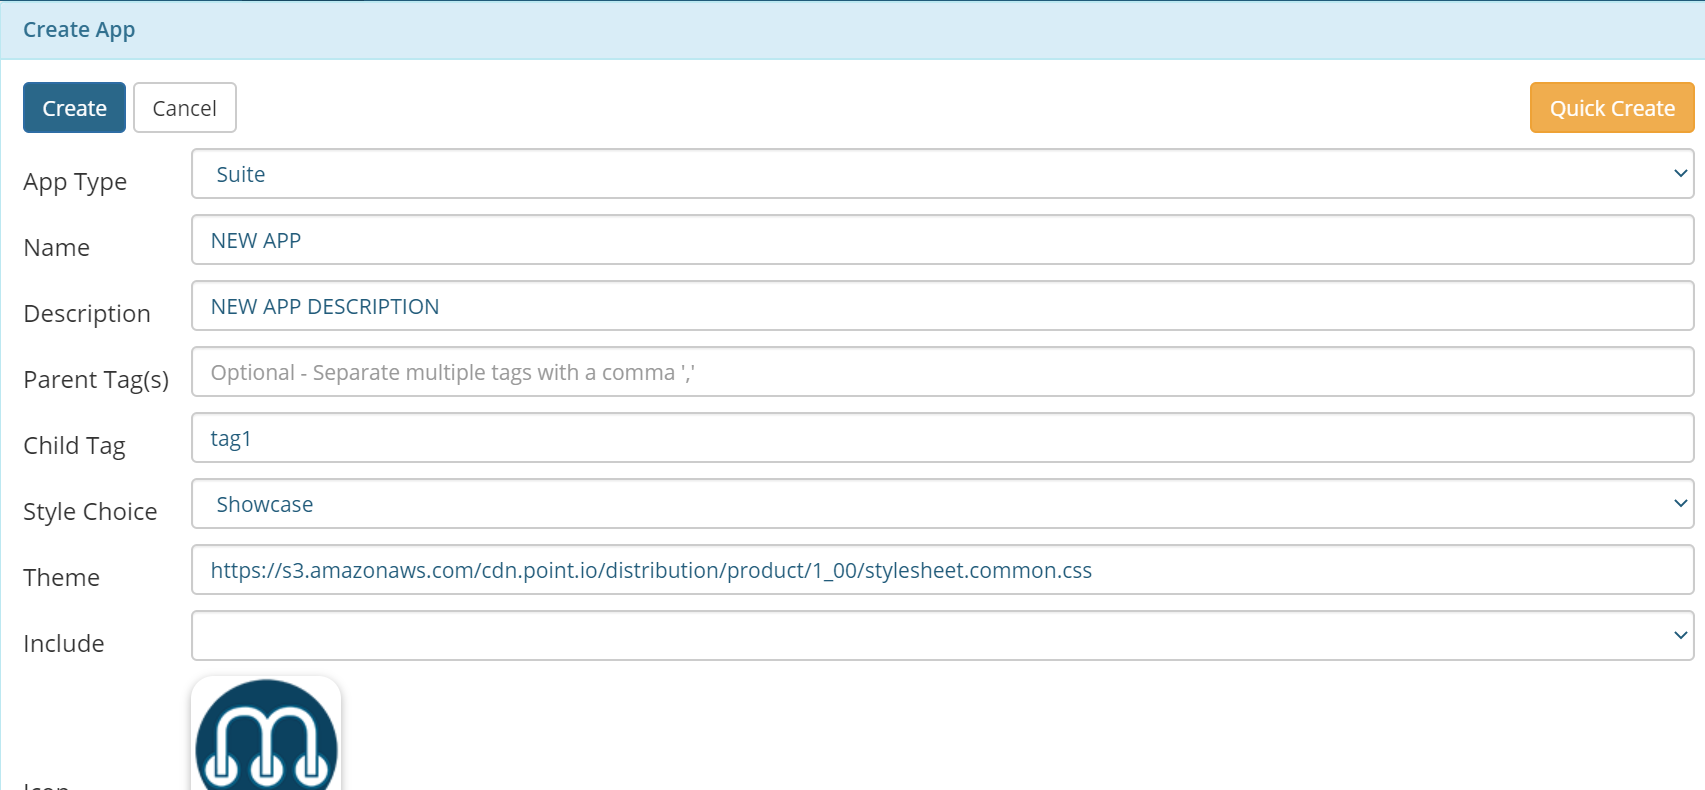 Create App
Create Cancel Quick Create
App Type Suite
Name NEW APP
Description NEW APP DESCRIPTION
Parent Tag(s) Optional - Separate multiple tags with a comma ','
Child Tag tag1
Style Choice Showcase
Theme https://s3.amazonaws.com/cdn.point.io/distribution/product/1_00/stylesheet.common.css
Include
Icon